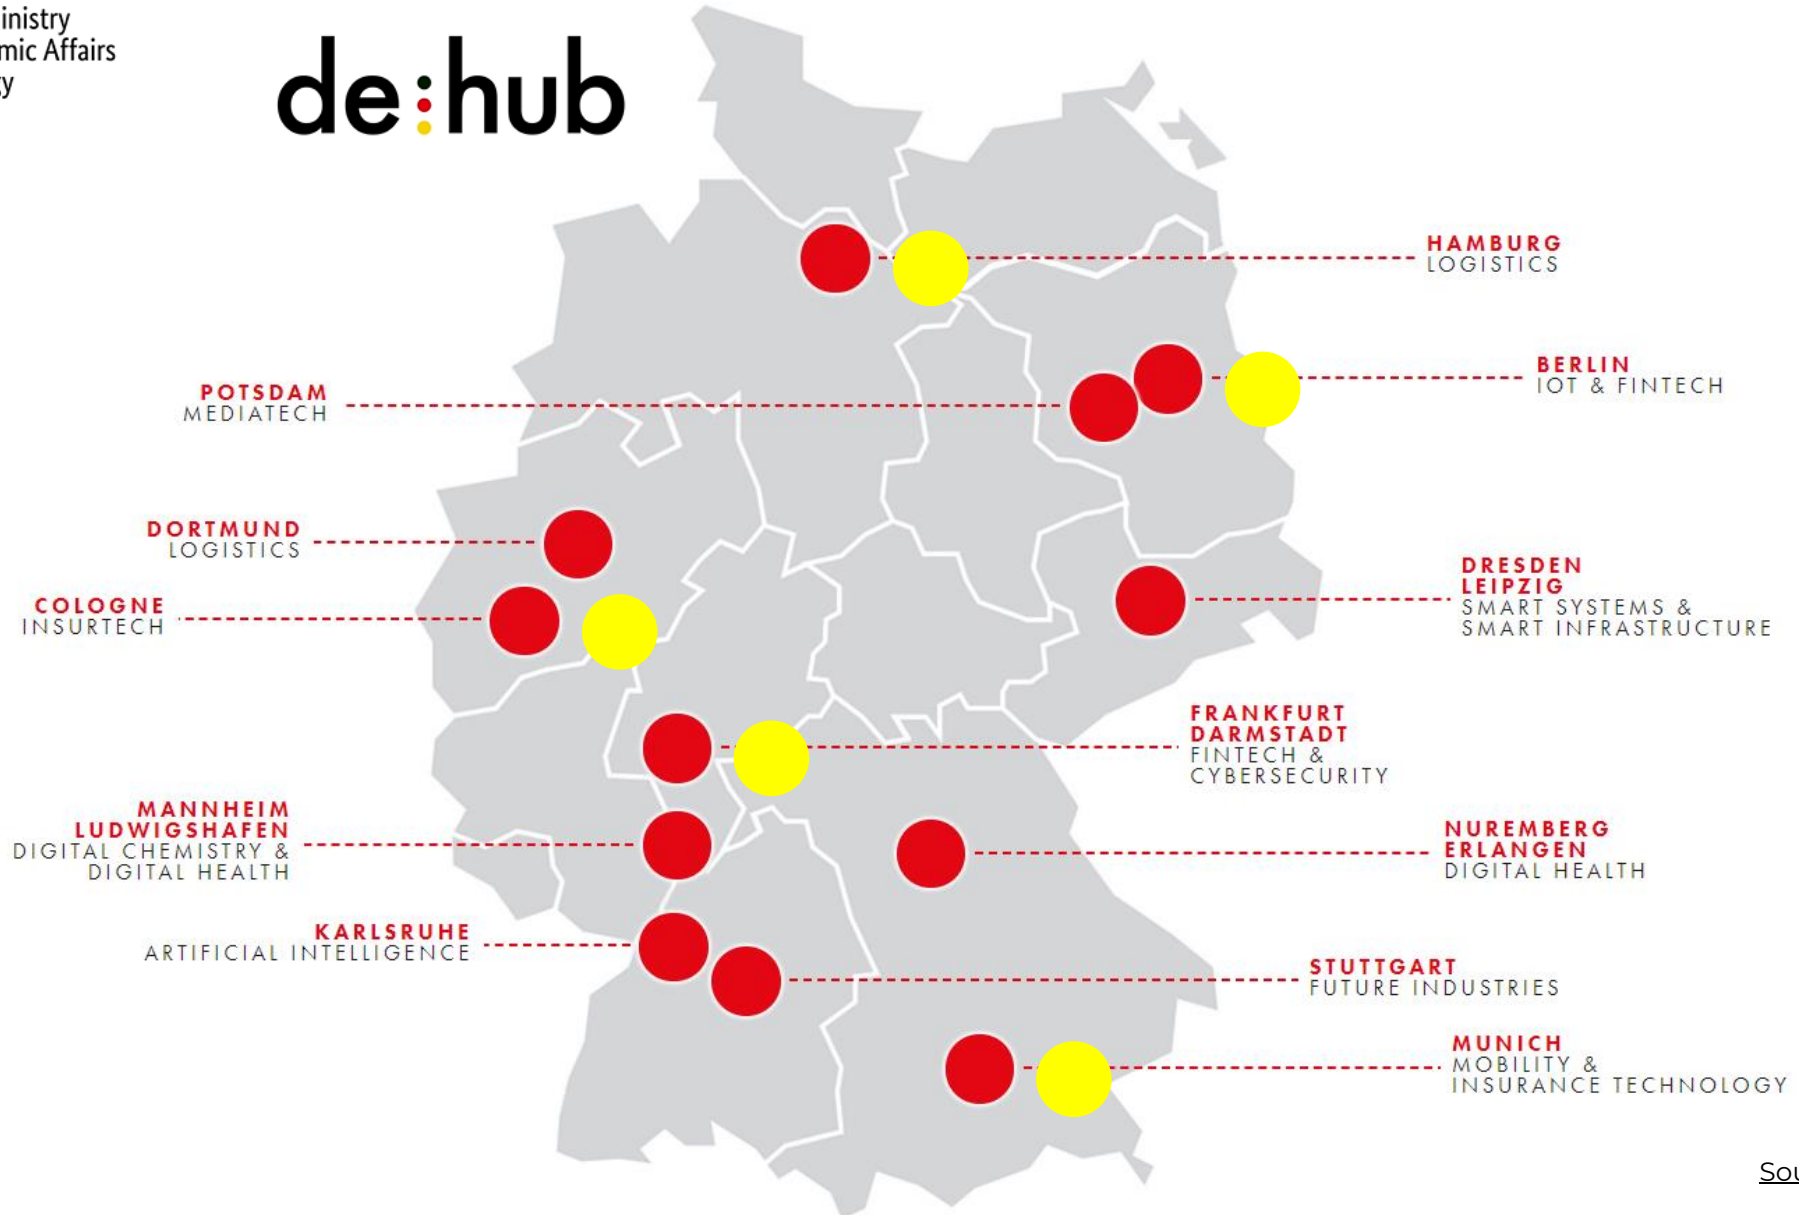 inistry
mic Affairs
gy
de:hub
HAMBURG
LOGISTICS
BERLIN
IOT & FINTECH
POTSDAM
MEDIATECH
DORTMUND
LOGISTICS
COLOGNE
INSURTECH
DRESDEN
LEIPZIG
SMART SYSTEMS &
SMART INFRASTRUCTURE
FRANKFURT
DARMSTADT
FINTECH &
CYBERSECURITY
MANNHEIM
LUDWIGSHAFEN
DIGITAL CHEMISTRY &
DIGITAL HEALTH
NUREMBERG
ERLANGEN
DIGITAL HEALTH
KARLSRUHE
ARTIFICIAL INTELLIGENCE
STUTTGART
FUTURE INDUSTRIES
MUNICH
MOBILITY &
INSURANCE TECHNOLOGY
Sou